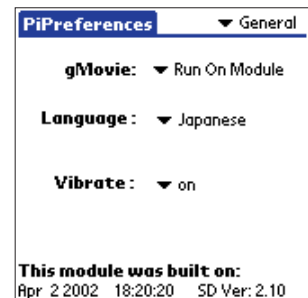 PiPreferences ▼ General
gMovie: ▼ Run On Module
Language: ▼ Japanese
Vibrate: ▼ on
This module was built on:
Apr 2 2002 18:20:20 SD Ver: 2.10